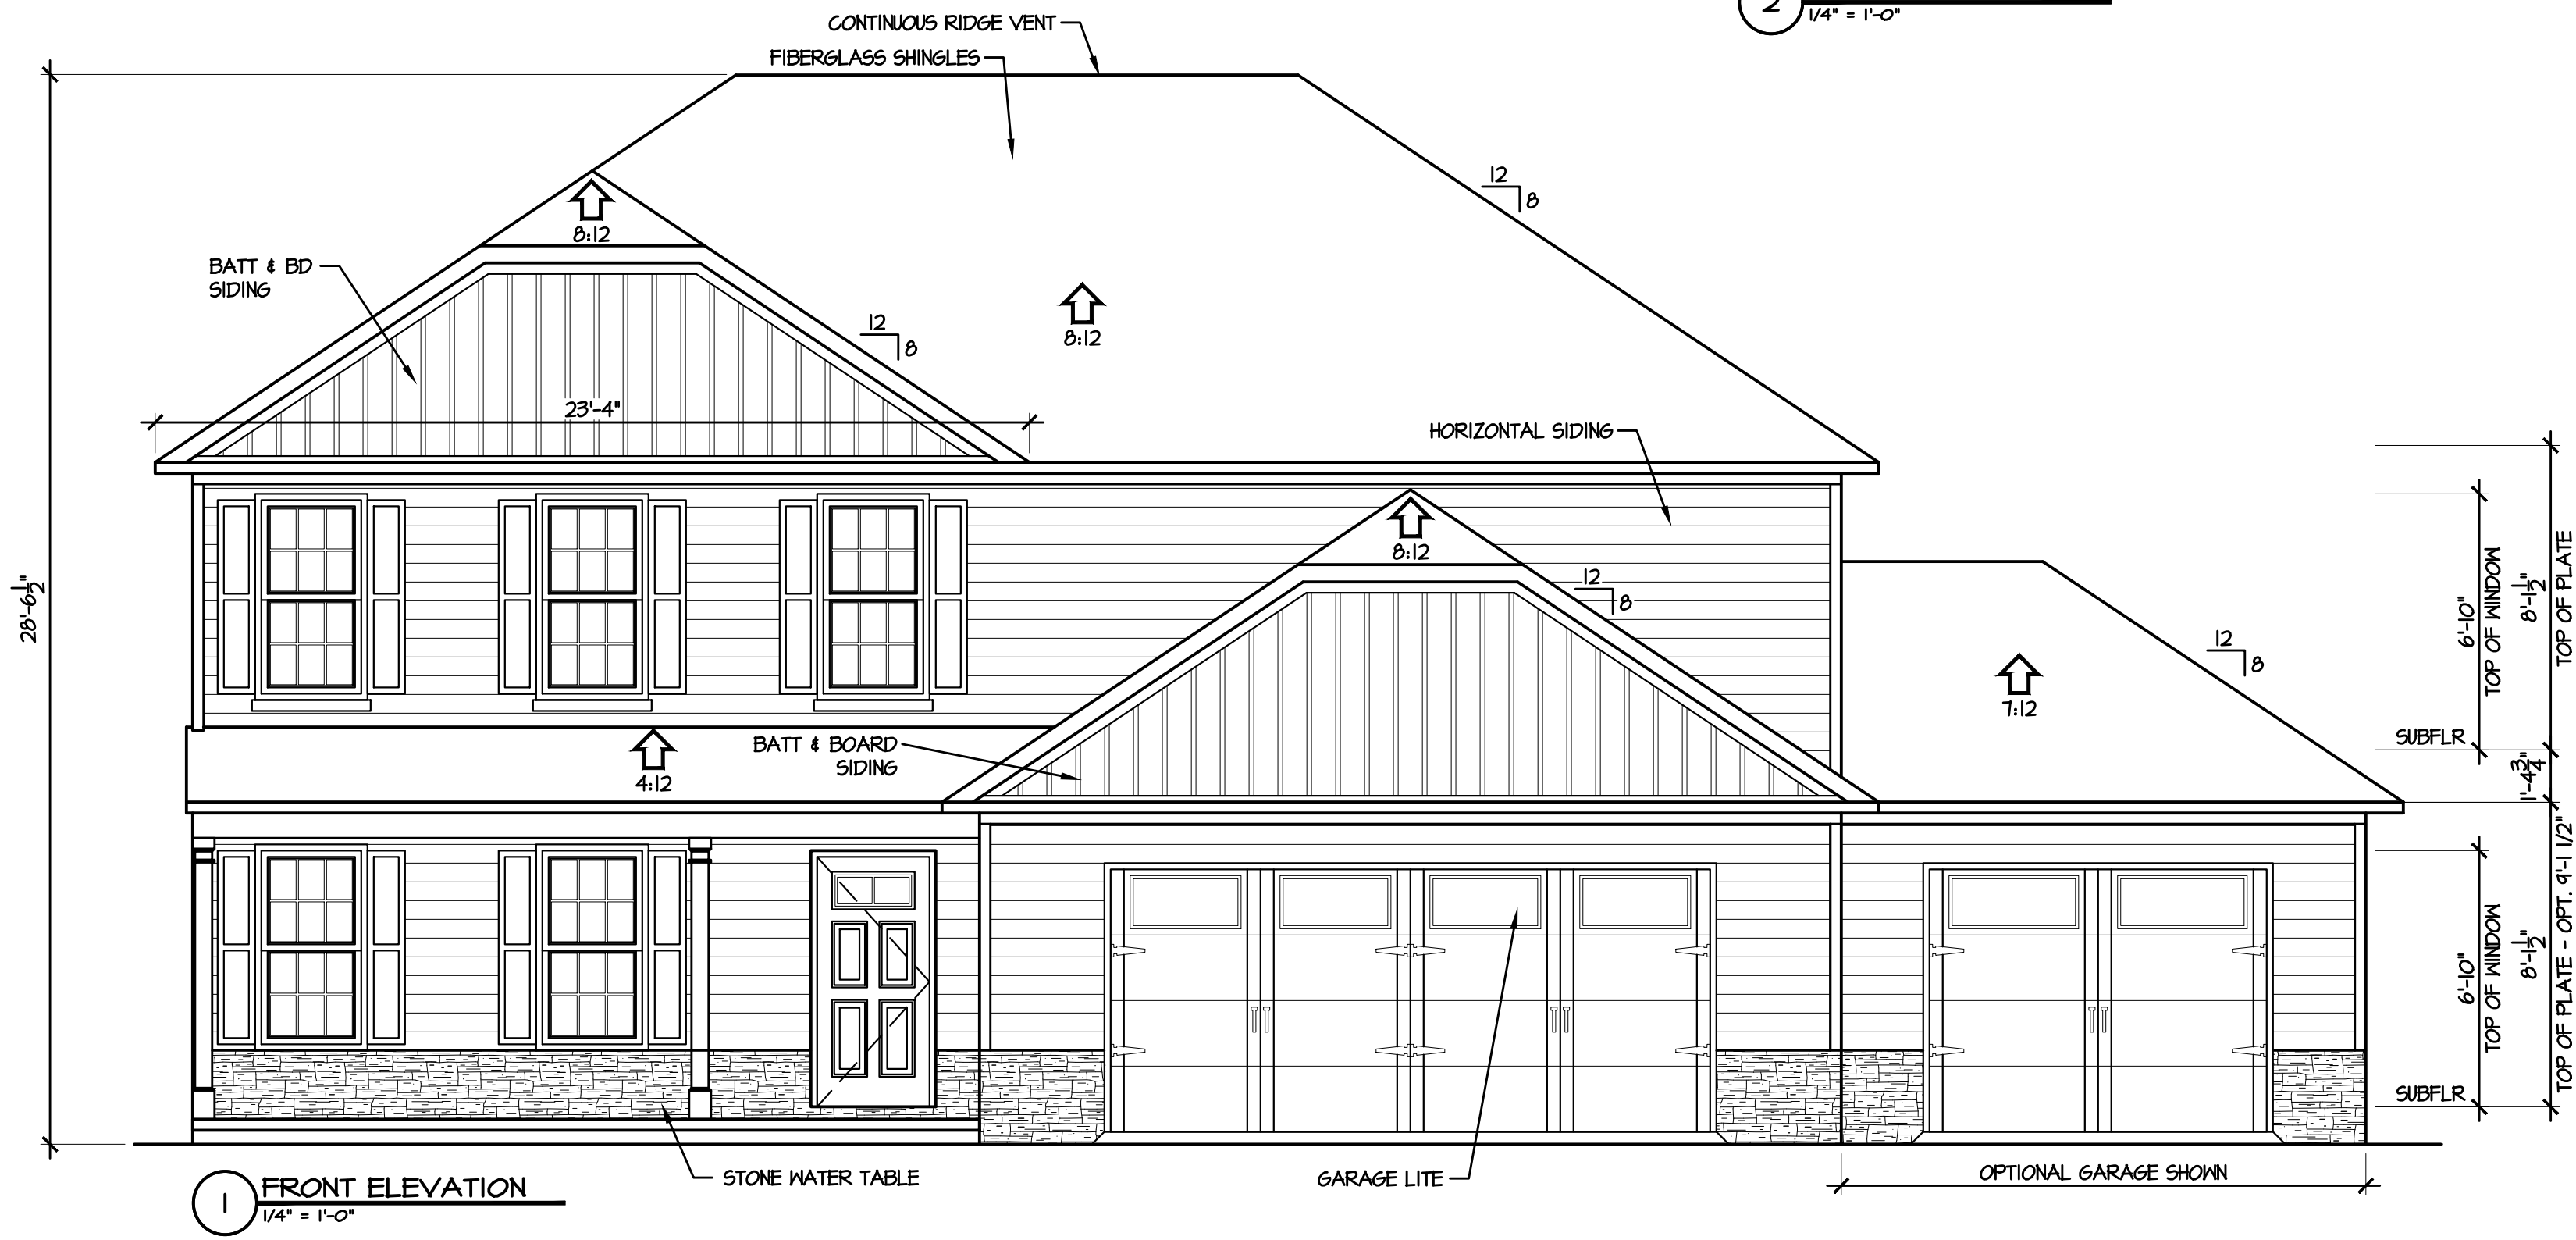 2
1/4" = 1'-0"
CONTINUOUS RIDGE VENT
FIBERGLASS SHINGLES
12
8
8:12
BATT & BD
SIDING
8:12
12
8
23'-4"
HORIZONTAL SIDING
28'-6 1/2"
8:12
12
8
6'-10"
TOP OF WINDOW
8'-1 1/2"
TOP OF PLATE
12
8
7:12
SUBFLR
BATT & BOARD
SIDING
4:12
1'-4 3/4"
6'-10"
TOP OF WINDOW
8'-1 1/2"
TOP OF PLATE - OPT. 9'-1 1/2"
SUBFLR
STONE WATER TABLE
GARAGE LITE
OPTIONAL GARAGE SHOWN
1
FRONT ELEVATION
1/4" = 1'-0"